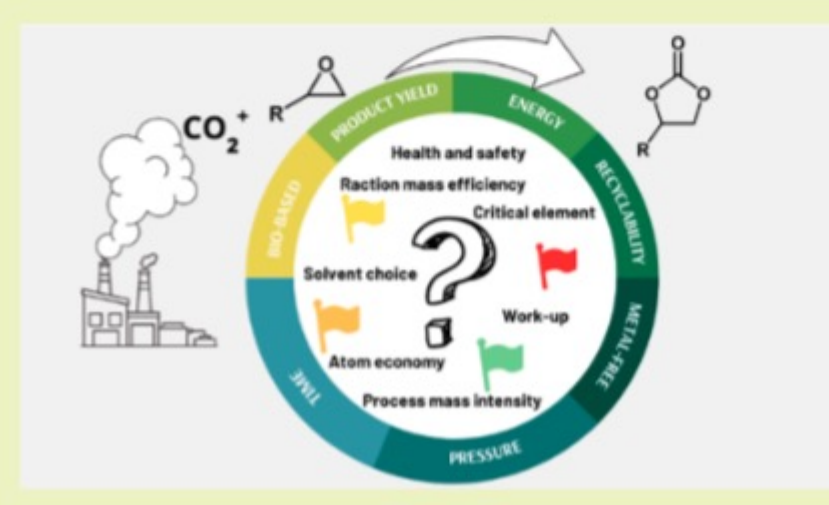 CO2 +
R
O
PRODUCT YIELD
ENERGY
RECYCLABILITY
METAL-FREE
PRESSURE
TIME
BIO-BASED
Health and safety
Raction mass efficiency
Critical element
Solvent choice
?
Work-up
Atom economy
Process mass intensity
O
O
O
R